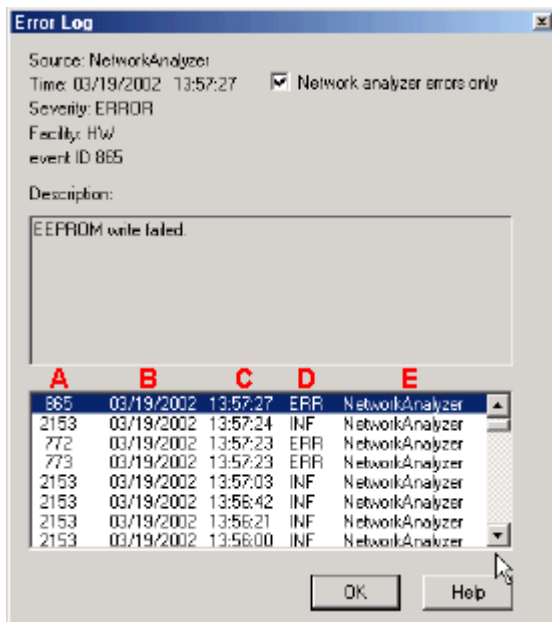 Error Log
Source: NetworkAnalyzer
Time: 03/19/2002 13:57:27
Network analyzer errors only
Severity: ERROR
Facility: HW
event ID 865
Description:
EEPROM write failed.
A B C D E
865 03/19/2002 13:57:27 ERR NetworkAnalyzer
2153 03/19/2002 13:57:24 INF NetworkAnalyzer
772 03/19/2002 13:57:23 ERR NetworkAnalyzer
773 03/19/2002 13:57:23 ERR NetworkAnalyzer
2153 03/19/2002 13:57:03 INF NetworkAnalyzer
2153 03/19/2002 13:56:42 INF NetworkAnalyzer
2153 03/19/2002 13:56:21 INF NetworkAnalyzer
2153 03/19/2002 13:56:00 INF NetworkAnalyzer
OK Help